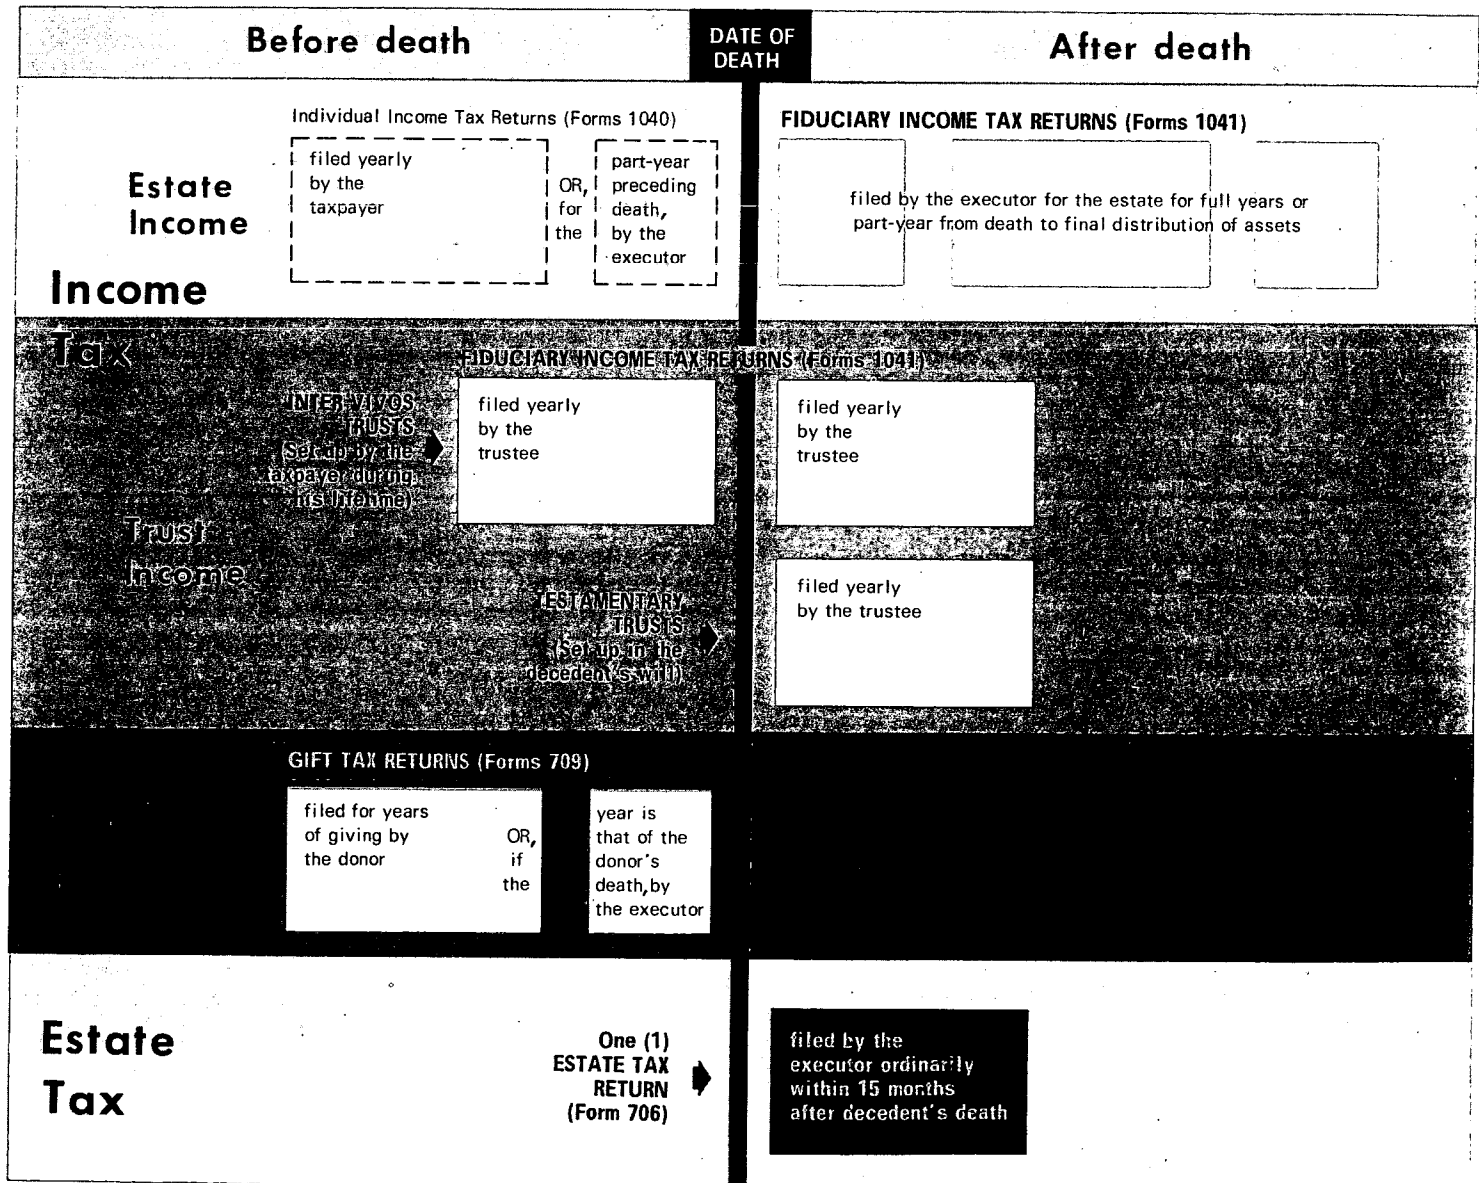 Before death
DATE OF
DEATH
After death
Individual Income Tax Returns (Forms 1040)
FIDUCIARY INCOME TAX RETURNS (Forms 1041)
Estate
Income
filed yearly
by the
taxpayer
OR,
for
the
part-year
preceding
death,
by the
executor
filed by the executor for the estate for full years or
part-year from death to final distribution of assets
Income
Tax
FIDUCIARY INCOME TAX RETURNS (Forms 1041)
INTER-VIVOS
TRUSTS
(Set up by the
taxpayer during
his lifetime)
filed yearly
by the
trustee
filed yearly
by the
trustee
Trust
Income
TESTAMENTARY
TRUSTS
(Set up in the
decedent's will)
filed yearly
by the trustee
GIFT TAX RETURNS (Forms 709)
filed for years
of giving by
the donor
OR,
if
the
year is
that of the
donor's
death, by
the executor
Estate
Tax
One (1)
ESTATE TAX
RETURN
(Form 706)
filed by the
executor ordinarily
within 15 months
after decedent's death